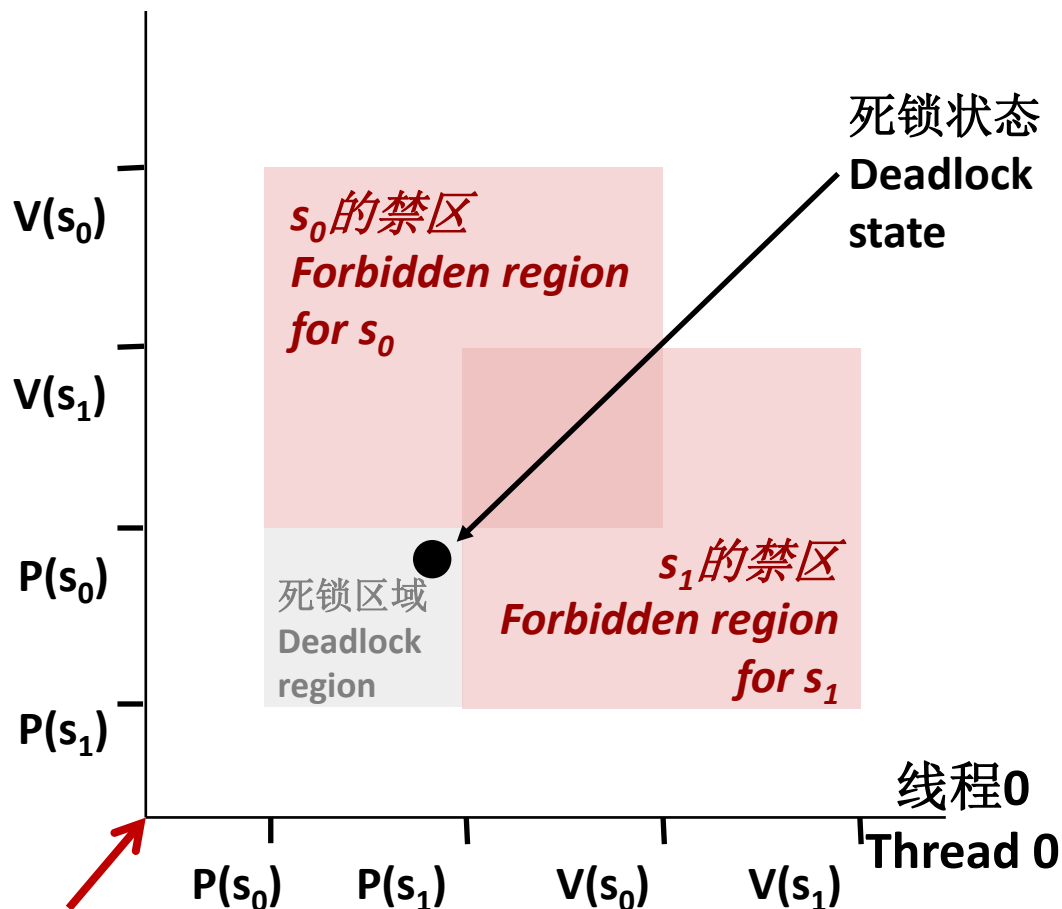 死锁状态
Deadlock
state
V(s₀)
s₀的禁区
Forbidden region
for s₀
V(s₁)
P(s₀)
s₁的禁区
Forbidden region
for s₁
死锁区域
Deadlock
region
P(s₁)
线程0
Thread 0
P(s₀) P(s₁) V(s₀) V(s₁)